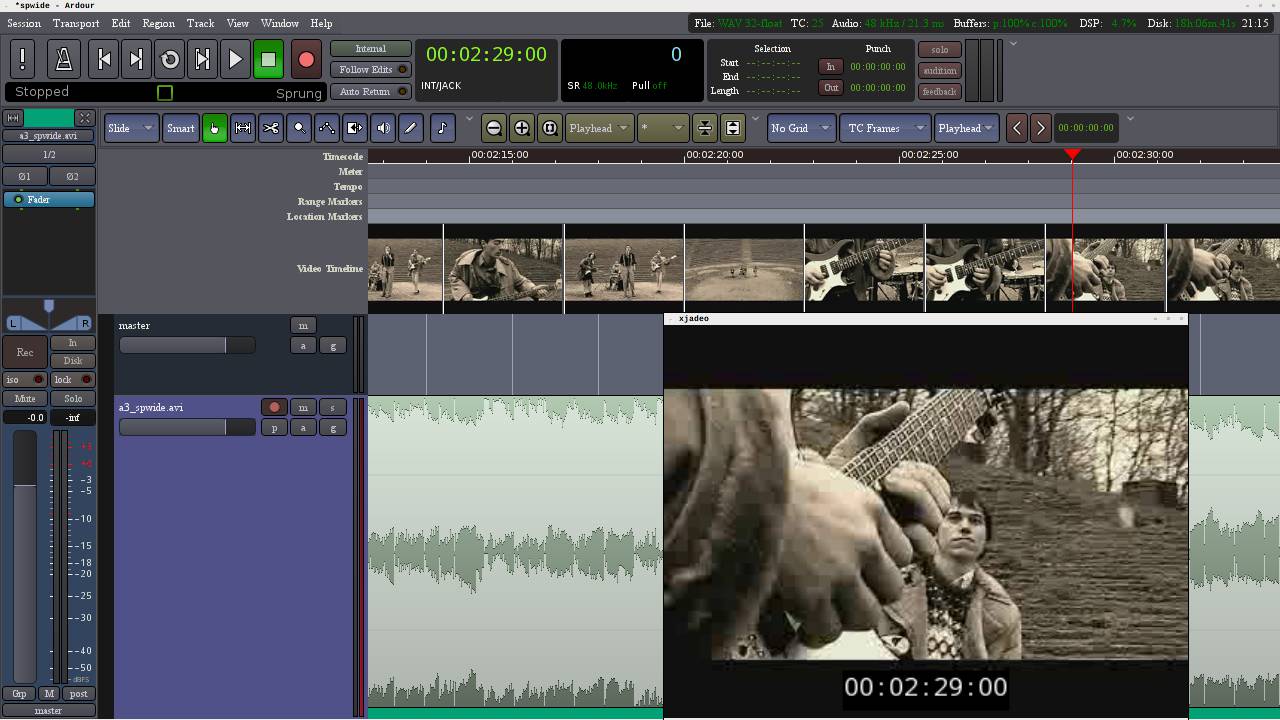 *spwide - Ardour
Session Transport Edit Region Track View Window Help
File: WAV 32-float TC: 25 Audio: 48 kHz / 21.3 ms Buffers: p:100% c:100% DSP: 4.7% Disk: 18h:06m:41s 21:15
00:02:29:00
INT/JACK
0
SR 48.0kHz Pull off
Internal
Follow Edits
Auto Return
Stopped Sprung
Selection Punch
Start --:--:--:-- In 00:00:00:00
End --:--:--:-- Out 00:00:00:00
Length --:--:--:--
solo
audition
feedback
Slide Smart Playhead * No Grid TC Frames Playhead 00:00:00:00
a3_spwide.avi
1/2
Ø1 Ø2
Fader
L R
Rec In
Disk
iso lock
Mute Solo
-0.0 -inf
+3
+0
-3
-5
-10
-15
-18
-20
-25
-30
-40
-50
dBFS
Grp M post
master
Timecode 00:02:15:00 00:02:20:00 00:02:25:00 00:02:30:00
Meter
Tempo
Range Markers
Location Markers
Video Timeline
master m
a g
a3_spwide.avi m s
p a g
xjadeo
00:02:29:00